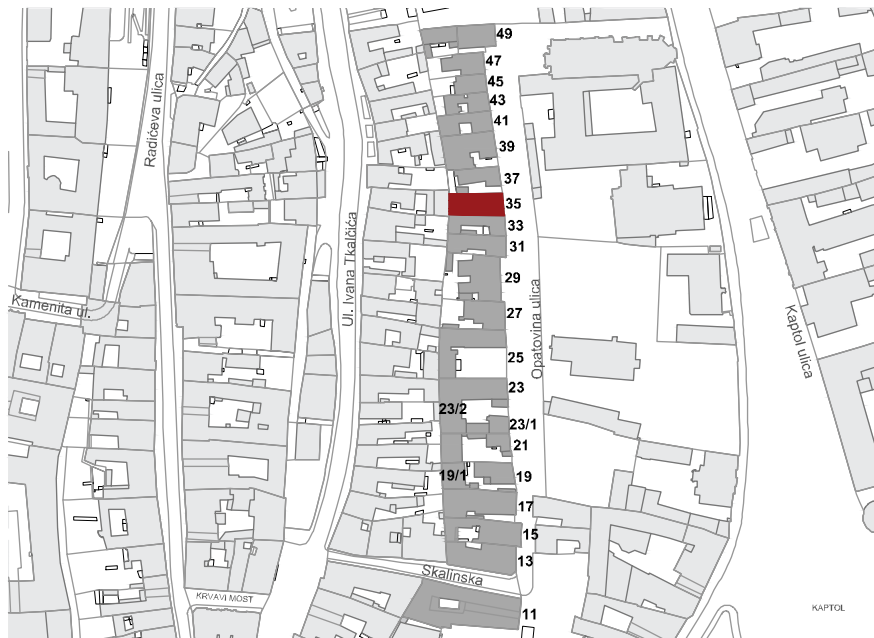 49
47
45
43
41
39
37
35
33
31
29
27
25
23
23/2
23/1
21
19/1
19
17
15
13
11
Radićeva ulica
Ul. Ivana Tkalčića
Opatovina ulica
Kaptol ulica
Kamenita ul.
Skalinska
KRVAVI MOST
KAPTOL